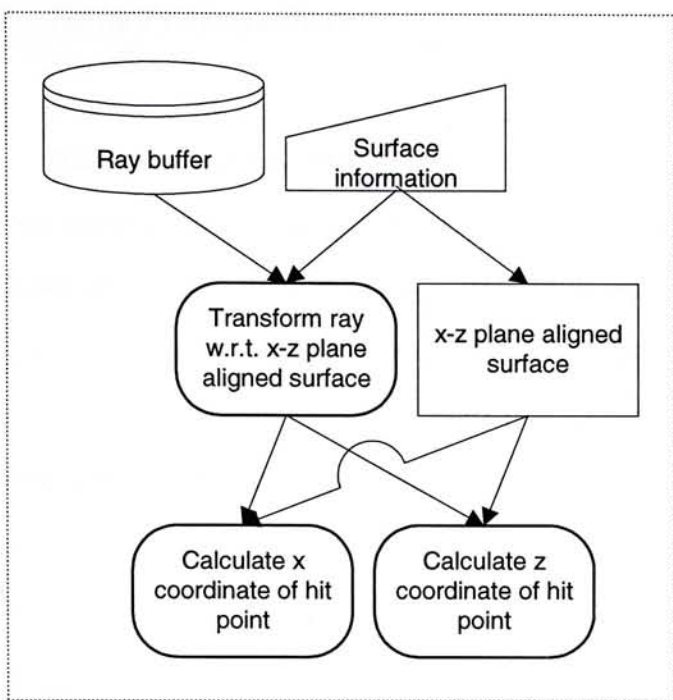 Ray buffer
Surface
information
Transform ray
w.r.t. x-z plane
aligned surface
x-z plane aligned
surface
Calculate x
coordinate of hit
point
Calculate z
coordinate of hit
point